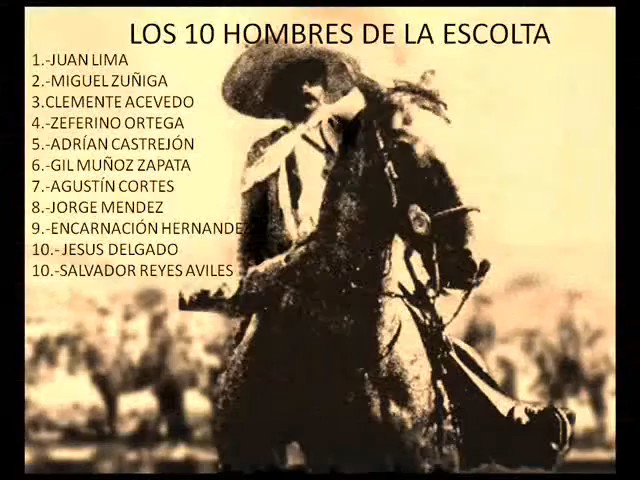 LOS 10 HOMBRES DE LA ESCOLTA
1.-JUAN LIMA
2.-MIGUEL ZUÑIGA
3.CLEMENTE ACEVEDO
4.-ZEFERINO ORTEGA
5.-ADRÍAN CASTREJÓN
6.-GIL MUÑOZ ZAPATA
7.-AGUSTÍN CORTES
8.-JORGE MENDEZ
9.-ENCARNACIÓN HERNANDEZ
10.- JESUS DELGADO
10.-SALVADOR REYES AVILES